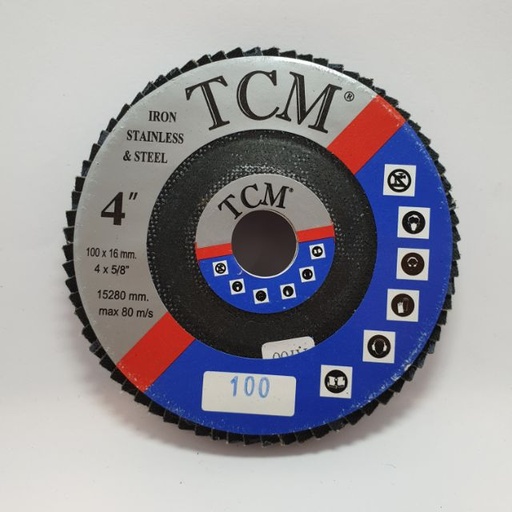 TCM®
IRON
STAINLESS
& STEEL
4"
100 x 16 mm.
4 x 5/8"
15280 mm.
max 80 m/s
TCM®
100